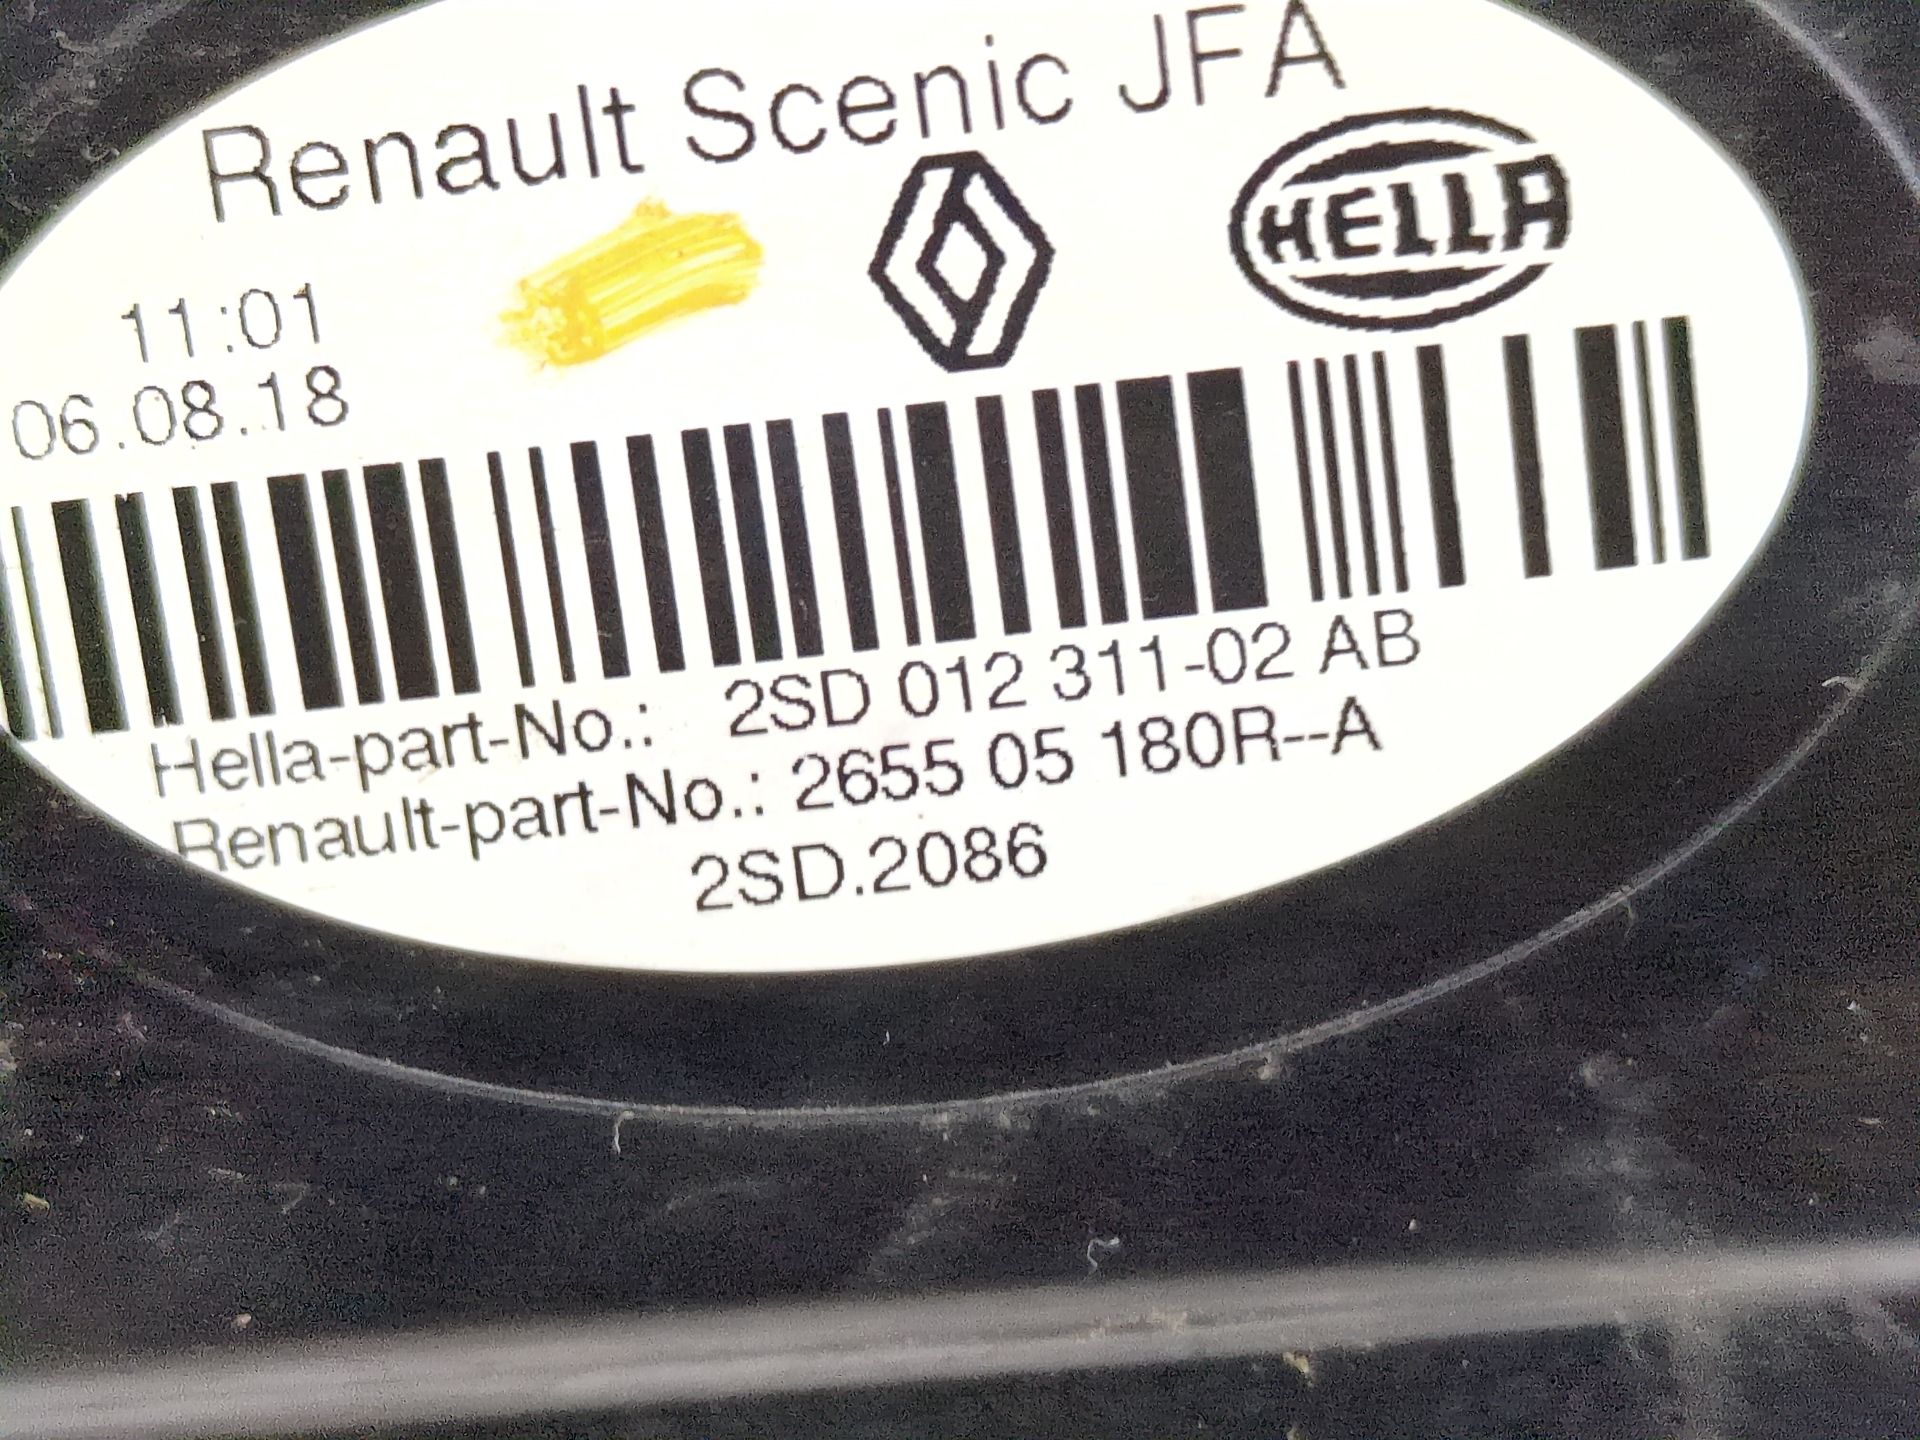 Renault Scenic JFA
HELLA
11:01
06.08.18
Hella-part-No.: 2SD 012 311-02 AB
Renault-part-No.: 2655 05 180R--A
2SD.2086